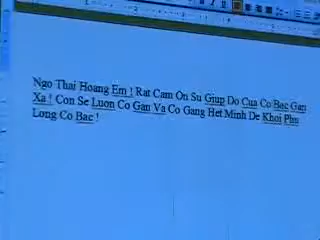 Ngo Thai Hoang Em ! Rat Cam On Su Giup Do Cua Co Bac Gan
Xa ! Con Se Luon Co Gan Va Co Gang Het Minh De Khoi Phu
Long Co Bac !